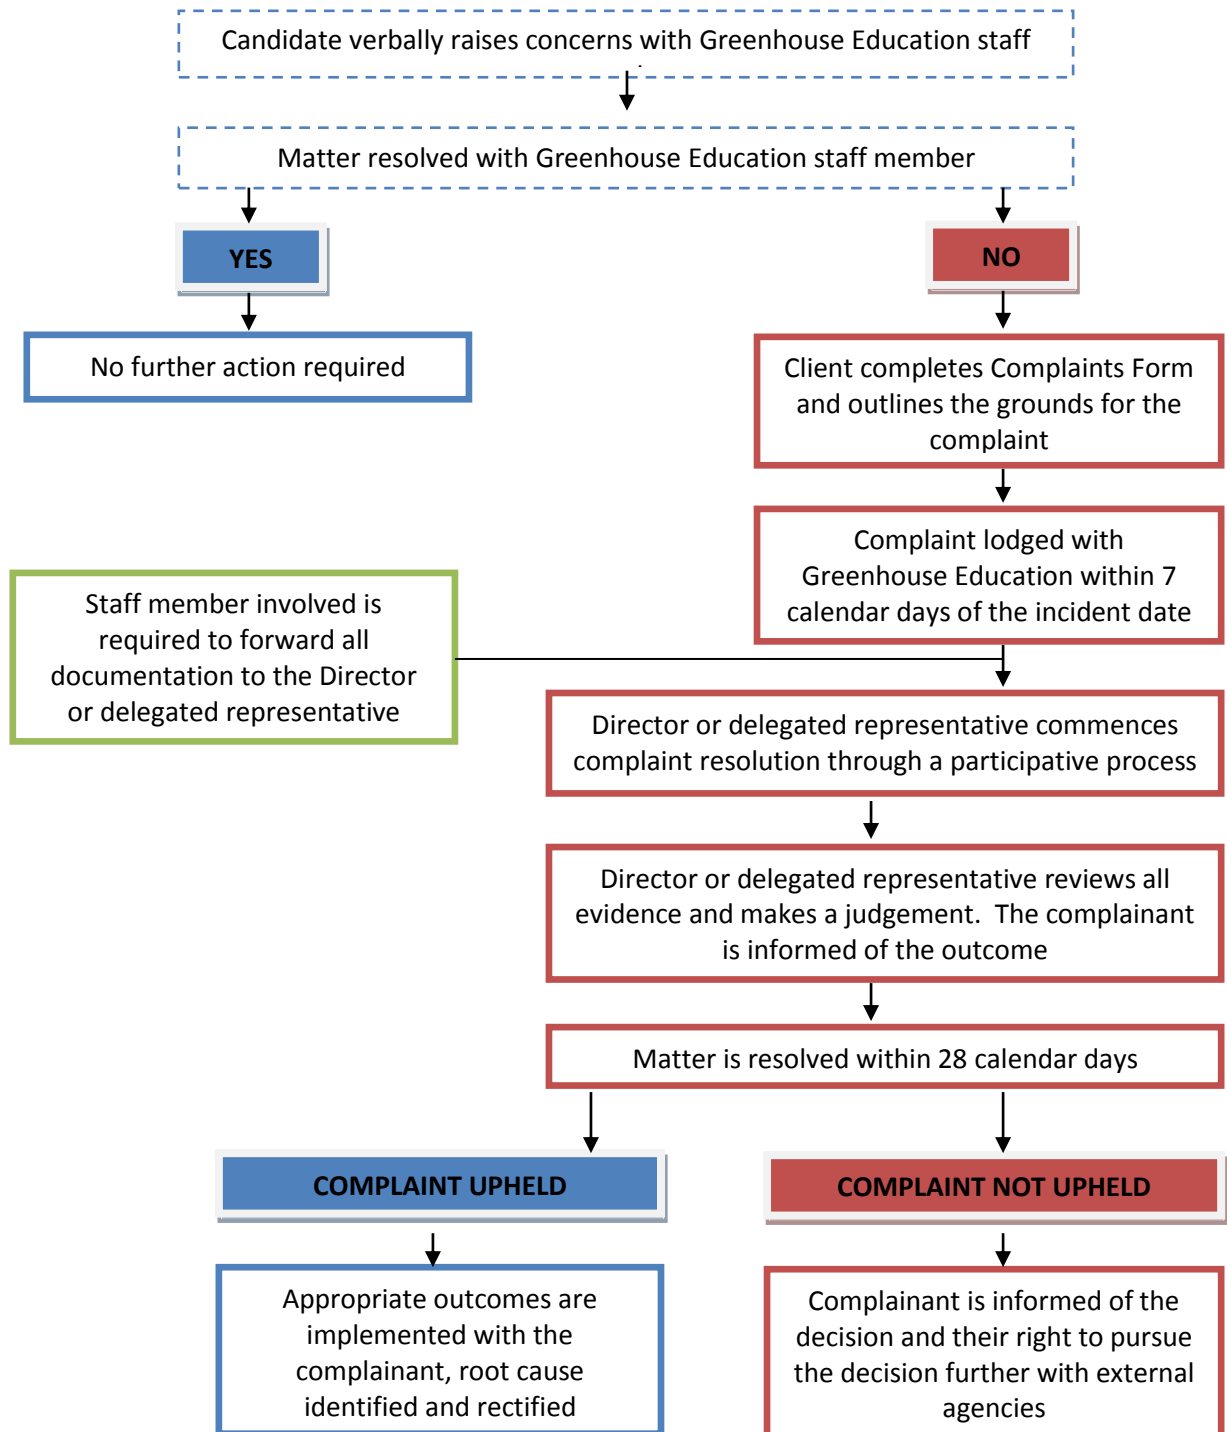 Candidate verbally raises concerns with Greenhouse Education staff
.
Matter resolved with Greenhouse Education staff member
YES
NO
No further action required
Client completes Complaints Form
and outlines the grounds for the
complaint
Complaint lodged with
Greenhouse Education within 7
calendar days of the incident date
Staff member involved is
required to forward all
documentation to the Director
or delegated representative
Director or delegated representative commences
complaint resolution through a participative process
Director or delegated representative reviews all
evidence and makes a judgement.  The complainant
is informed of the outcome
Matter is resolved within 28 calendar days
COMPLAINT UPHELD
COMPLAINT NOT UPHELD
Appropriate outcomes are
implemented with the
complainant, root cause
identified and rectified
Complainant is informed of the
decision and their right to pursue
the decision further with external
agencies